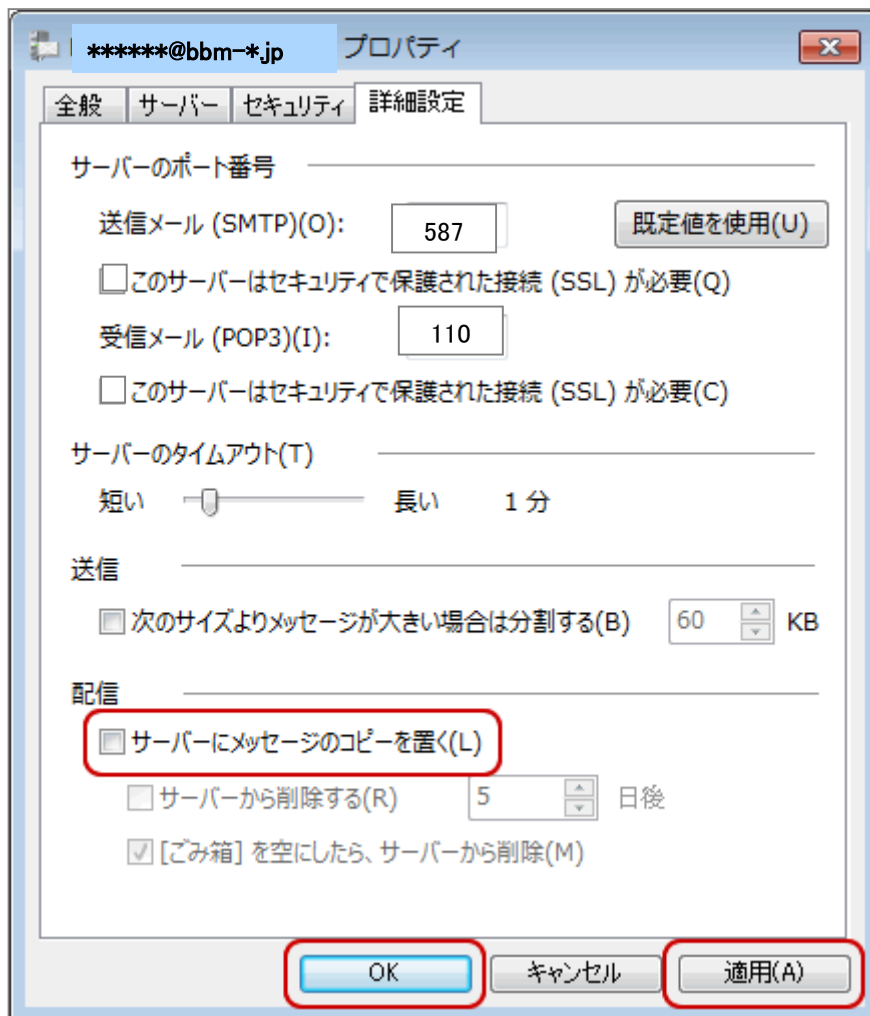 ******@bbm-*.jp プロパティ
全般 サーバー セキュリティ 詳細設定
サーバーのポート番号
送信メール (SMTP)(O): 587 既定値を使用(U)
このサーバーはセキュリティで保護された接続 (SSL) が必要(Q)
受信メール (POP3)(I): 110
このサーバーはセキュリティで保護された接続 (SSL) が必要(C)
サーバーのタイムアウト(T)
短い 長い 1 分
送信
次のサイズよりメッセージが大きい場合は分割する(B) 60 KB
配信
サーバーにメッセージのコピーを置く(L)
サーバーから削除する(R) 5 日後
[ごみ箱] を空にしたら、サーバーから削除(M)
OK キャンセル 適用(A)